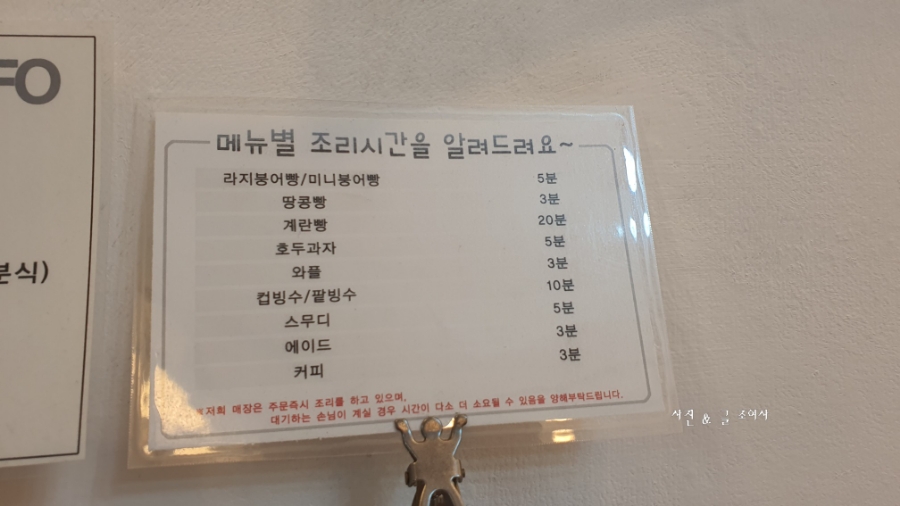 FO
분식)
메뉴별 조리시간을 알려드려요~
라지붕어빵/미니붕어빵 5분
땅콩빵 3분
계란빵 20분
호두과자 5분
와플 3분
컵빙수/팥빙수 10분
스무디 5분
에이드 3분
커피 3분
저희 매장은 주문즉시 조리를 하고 있으며,
대기하는 손님이 계실 경우 시간이 다소 더 소요될 수 있음을 양해부탁드립니다.
사진 & 글 조여사